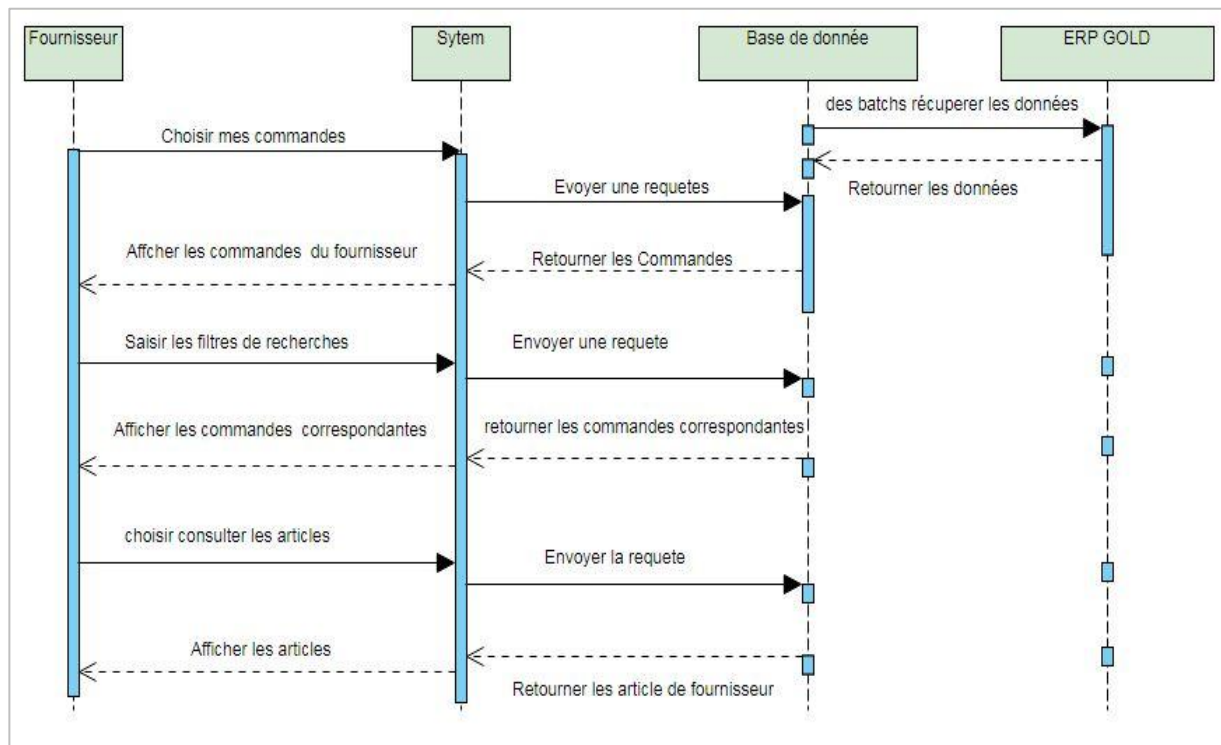 Fournisseur
Sytem
Base de donnée
ERP GOLD
des batchs récuperer les données
Choisir mes commandes
Evoyer une requetes
Retourner les données
Affcher les commandes du fournisseur
Retourner les Commandes
Saisir les filtres de recherches
Envoyer une requete
Afficher les commandes correspondantes
retourner les commandes correspondantes
choisir consulter les articles
Envoyer la requete
Afficher les articles
Retourner les article de fournisseur